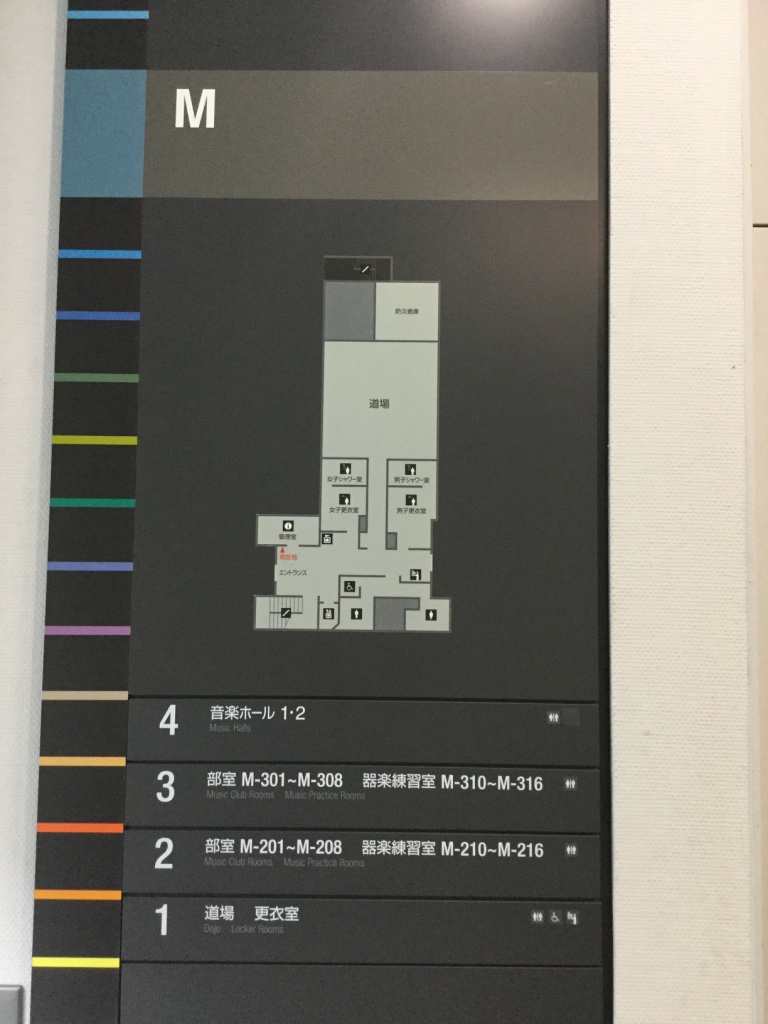 M
防災倉庫
道場
女子シャワー室
男子シャワー室
女子更衣室
男子更衣室
管理室
現在地
エントランス
4 音楽ホール 1・2
Music Halls
3 部室 M-301~M-308 器楽練習室 M-310~M-316
Music Club Rooms Music Practice Rooms
2 部室 M-201~M-208 器楽練習室 M-210~M-216
Music Club Rooms Music Practice Rooms
1 道場 更衣室
Dojo Locker Rooms